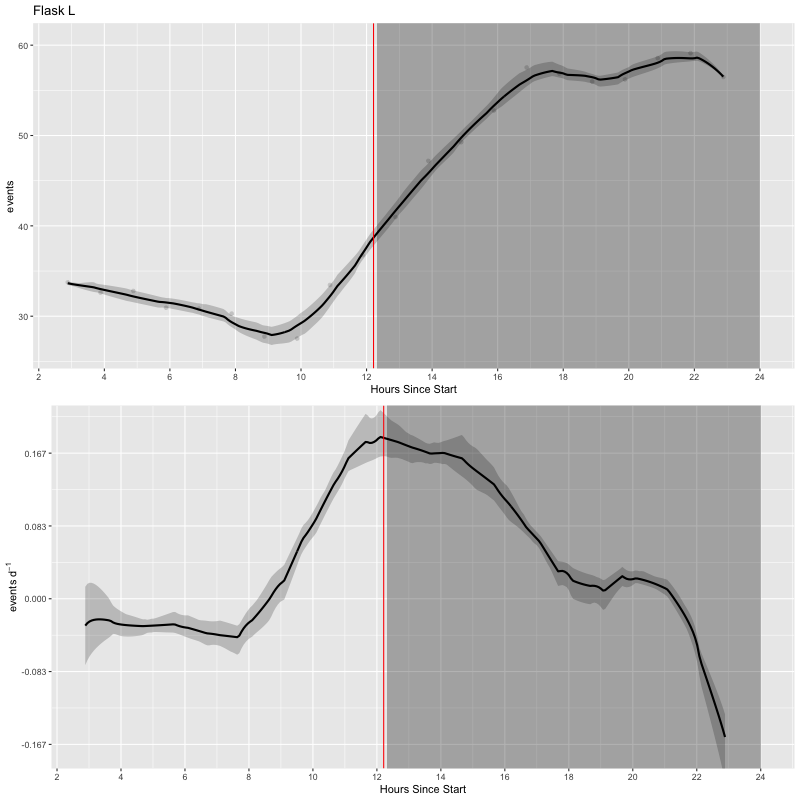 Flask L
events
60
50
40
30
2 4 6 8 10 12 14 16 18 20 22 24
Hours Since Start
events d⁻¹
0.167
0.083
0.000
-0.083
-0.167
2 4 6 8 10 12 14 16 18 20 22 24
Hours Since Start